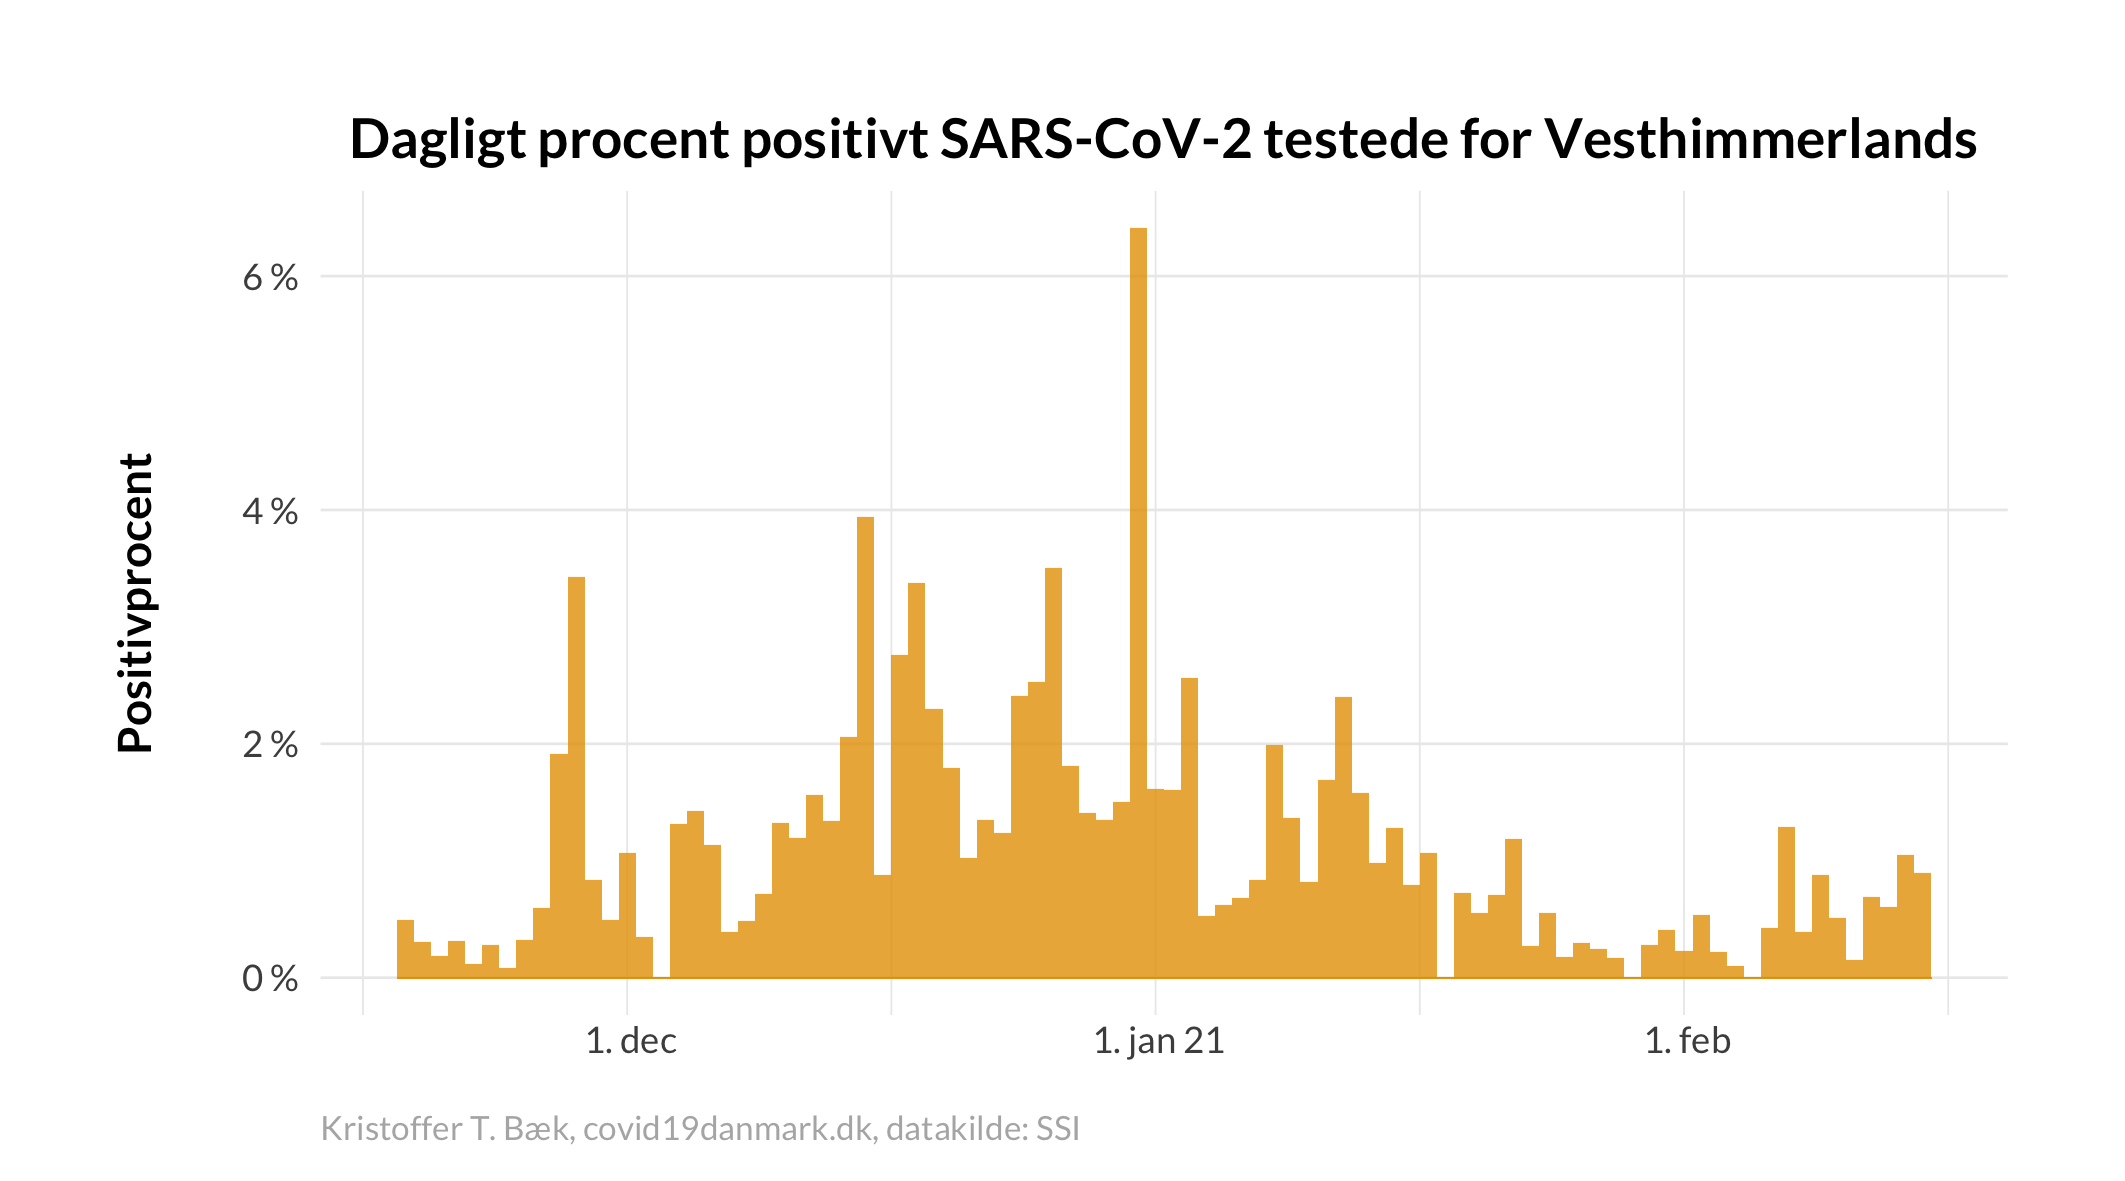 Dagligt procent positivt SARS-CoV-2 testede for Vesthimmerlands
Positivprocent
6 %
4 %
2 %
0 %
1. dec
1. jan 21
1. feb
Kristoffer T. Bæk, covid19danmark.dk, datakilde: SSI